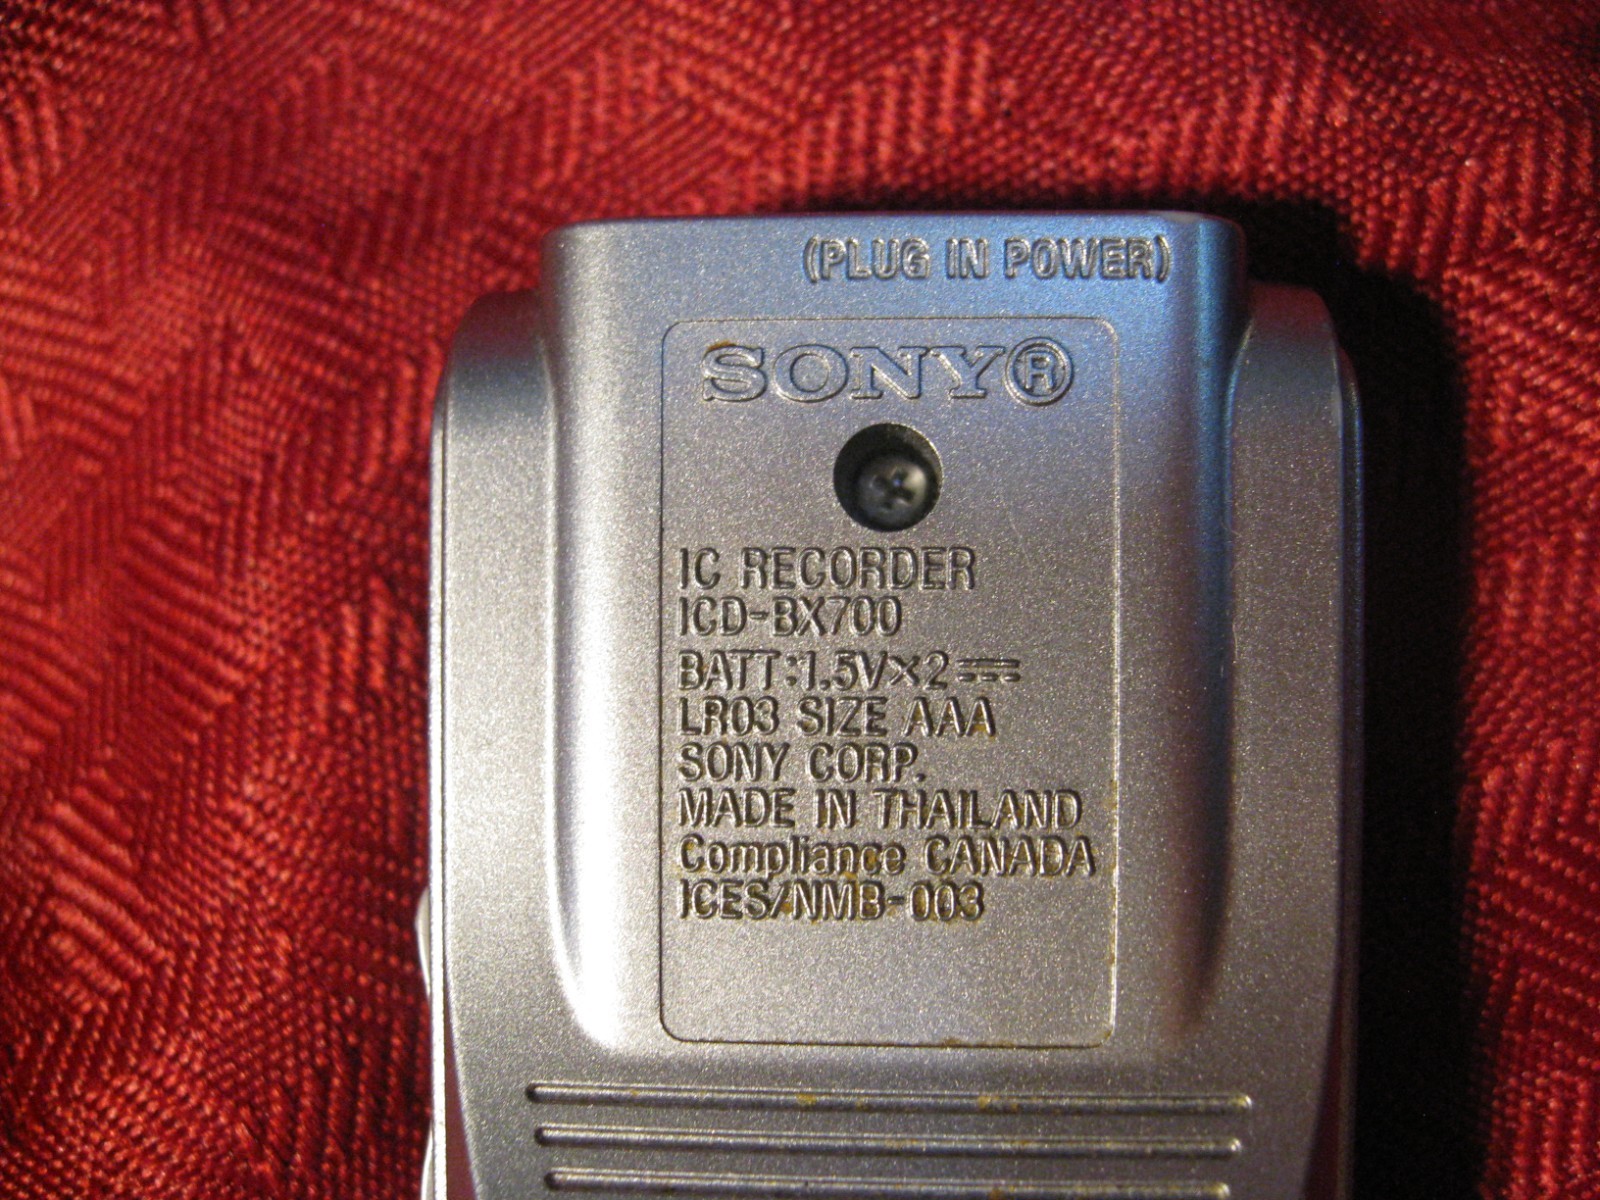 (PLUG IN POWER)
SONY®
IC RECORDER
ICD-BX700
BATT:1.5V×2⎓
LR03 SIZE AAA
SONY CORP.
MADE IN THAILAND
Compliance CANADA
ICES/NMB-003